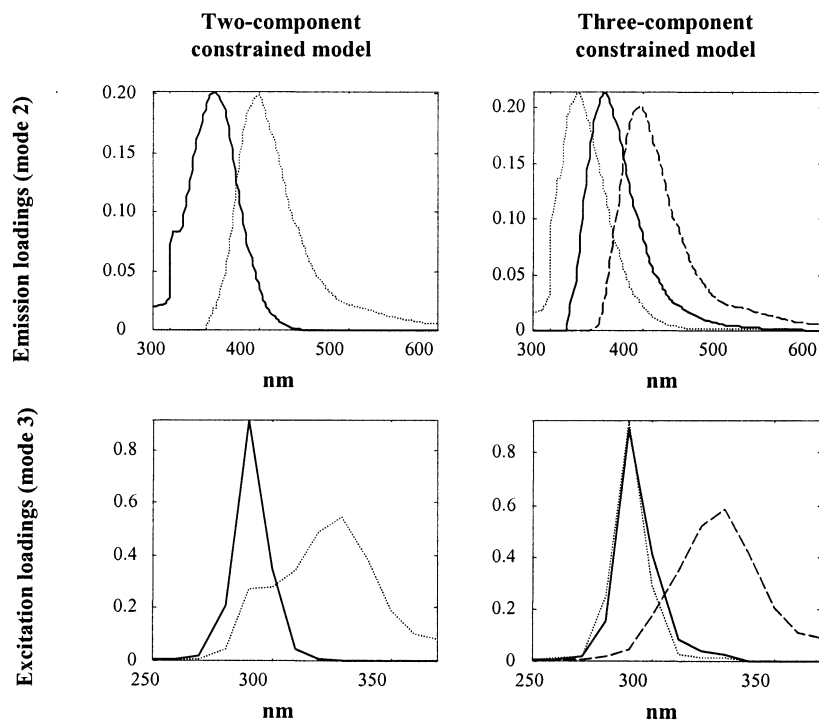 Two-component
constrained model
Three-component
constrained model
Emission loadings (mode 2)
0.20
0.15
0.10
0.05
0
300 400 500 600
nm
0.20
0.15
0.10
0.05
0
300 400 500 600
nm
Excitation loadings (mode 3)
0.8
0.6
0.4
0.2
0
250 300 350
nm
0.8
0.6
0.4
0.2
0
250 300 350
nm